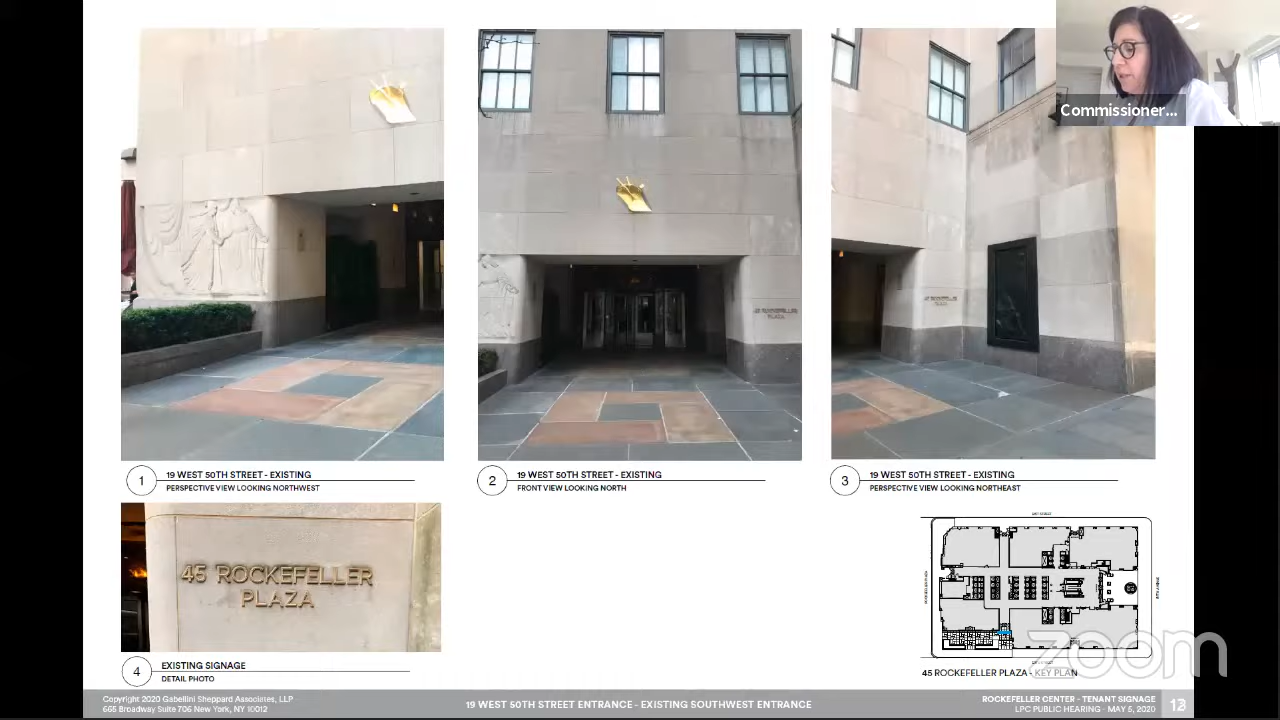 Commissioner...
45 ROCKEFELLER
PLAZA
1
19 WEST 50TH STREET - EXISTING
PERSPECTIVE VIEW LOOKING NORTHWEST
2
19 WEST 50TH STREET - EXISTING
FRONT VIEW LOOKING NORTH
3
19 WEST 50TH STREET - EXISTING
PERSPECTIVE VIEW LOOKING NORTHEAST
45 ROCKEFELLER
PLAZA
4
EXISTING SIGNAGE
DETAIL PHOTO
45 ROCKEFELLER PLAZA - KEY PLAN
zoom
Copyright 2020 Gabellini Sheppard Associates, LLP
665 Broadway Suite 706 New York, NY 10012
19 WEST 50TH STREET ENTRANCE - EXISTING SOUTHWEST ENTRANCE
ROCKEFELLER CENTER - TENANT SIGNAGE
LPC PUBLIC HEARING - MAY 5, 2020